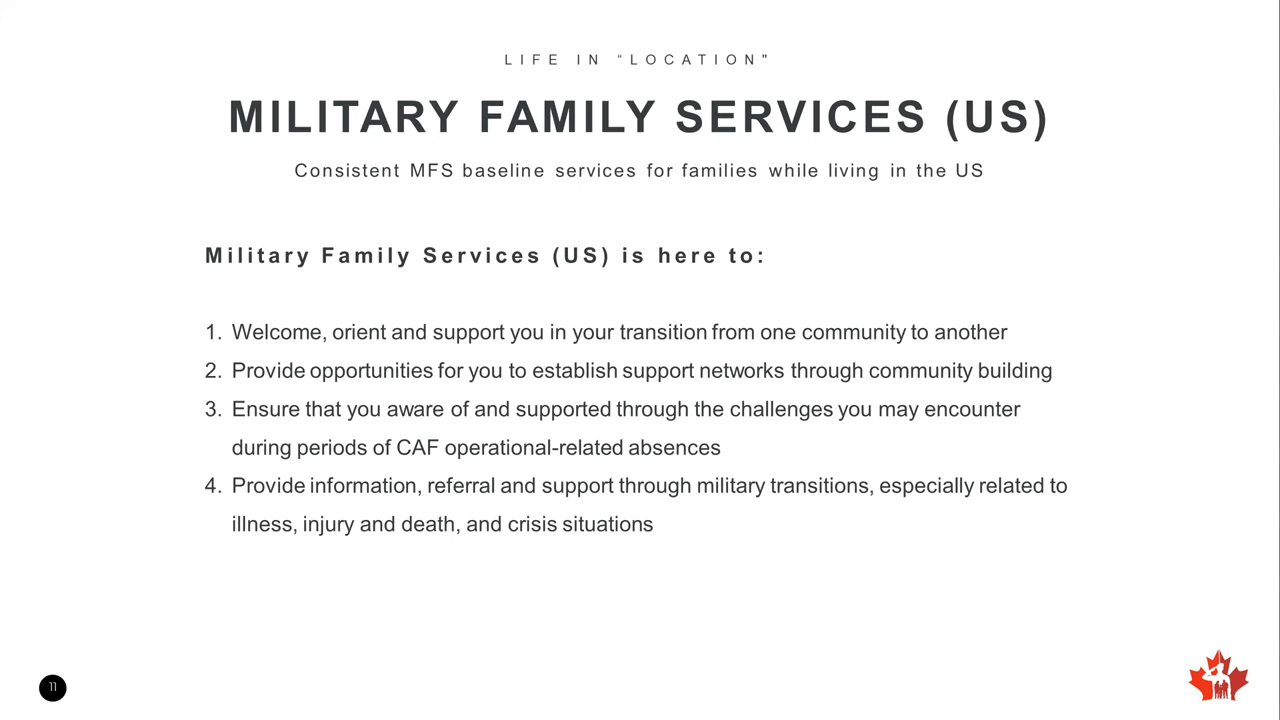 LIFE IN “LOCATION”
MILITARY FAMILY SERVICES (US)
Consistent MFS baseline services for families while living in the US
Military Family Services (US) is here to:
1. Welcome, orient and support you in your transition from one community to another
2. Provide opportunities for you to establish support networks through community building
3. Ensure that you aware of and supported through the challenges you may encounter
during periods of CAF operational-related absences
4. Provide information, referral and support through military transitions, especially related to
illness, injury and death, and crisis situations
11